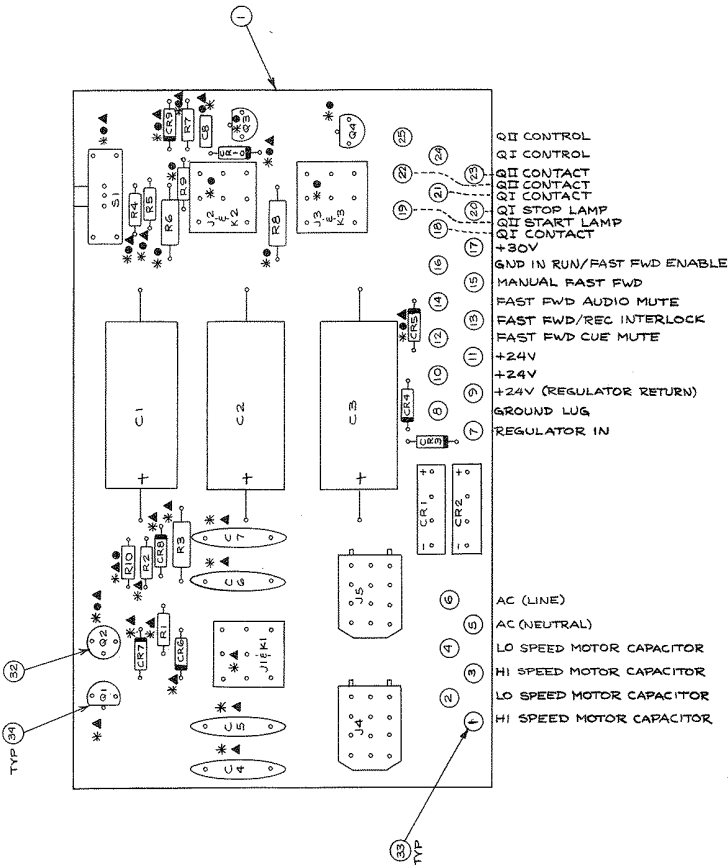 1
S1
R4
R5
R6
CR9
R7
C8
Q3
CR10
R9
J2 & K2
R8
J3 & K3
Q4
25
24
23
22
21
20
19
18
17
16
15
14
13
12
11
10
9
8
7
QII CONTROL
QI CONTROL
QII CONTACT
QII CONTACT
QI CONTACT
QI STOP LAMP
QII START LAMP
QI CONTACT
+30V
GND IN RUN/FAST FWD ENABLE
MANUAL FAST FWD
FAST FWD AUDIO MUTE
FAST FWD/REC INTERLOCK
FAST FWD CUE MUTE
+24V
+24V
+24V (REGULATOR RETURN)
GROUND LUG
REGULATOR IN
C1 +
C2 +
C3 +
CR5
CR4
CR3
- CR1 +
- CR2 +
R10
R2
CR8
R3
C7
C6
J5
Q2
CR7
R1
CR6
J1&K1
Q1
C5
C4
J4
32
TYP 34
6
5
4
3
2
1
AC (LINE)
AC (NEUTRAL)
LO SPEED MOTOR CAPACITOR
HI SPEED MOTOR CAPACITOR
LO SPEED MOTOR CAPACITOR
HI SPEED MOTOR CAPACITOR
33 TYP